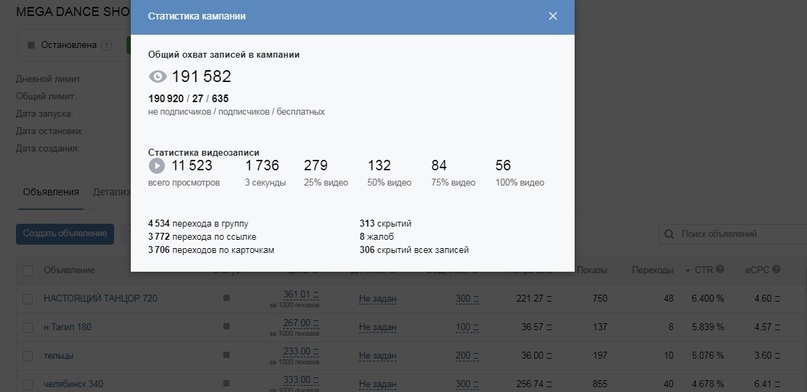 MEGA DANCE SHO
Статистика кампании
Остановлена
Дневной лимит:
Общий лимит:
Дата запуска:
Дата остановки:
Дата создания:
Общий охват записей в кампании
191 582
190 920 / 27 / 635
не подписчиков / подписчиков / бесплатных
Статистика видеозаписи
11 523 1 736 279 132 84 56
всего просмотров 3 секунды 25% видео 50% видео 75% видео 100% видео
4 534 перехода в группу 313 скрытий
3 772 перехода по ссылке 8 жалоб
3 706 переходов по карточкам 306 скрытий всех записей
Объявления Детализ
Создать объявление Поиск объявлений
Объявление Показы Переходы CTR eCPC
НАСТОЯЩИЙ ТАНЦОР 720 361.01 Не задан 300 221.27 750 48 6.400 % 4.60
за 1000 показов
н Тагил 180 267.00 Не задан 100 36.57 137 8 5.839 % 4.57
за 1000 показов
тельцы 233.00 Не задан 200 36.00 197 10 5.076 % 3.60
за 1000 показов
челябинск 340 333.00 Не задан 300 256.74 855 40 4.678 % 6.41
за 1000 показов